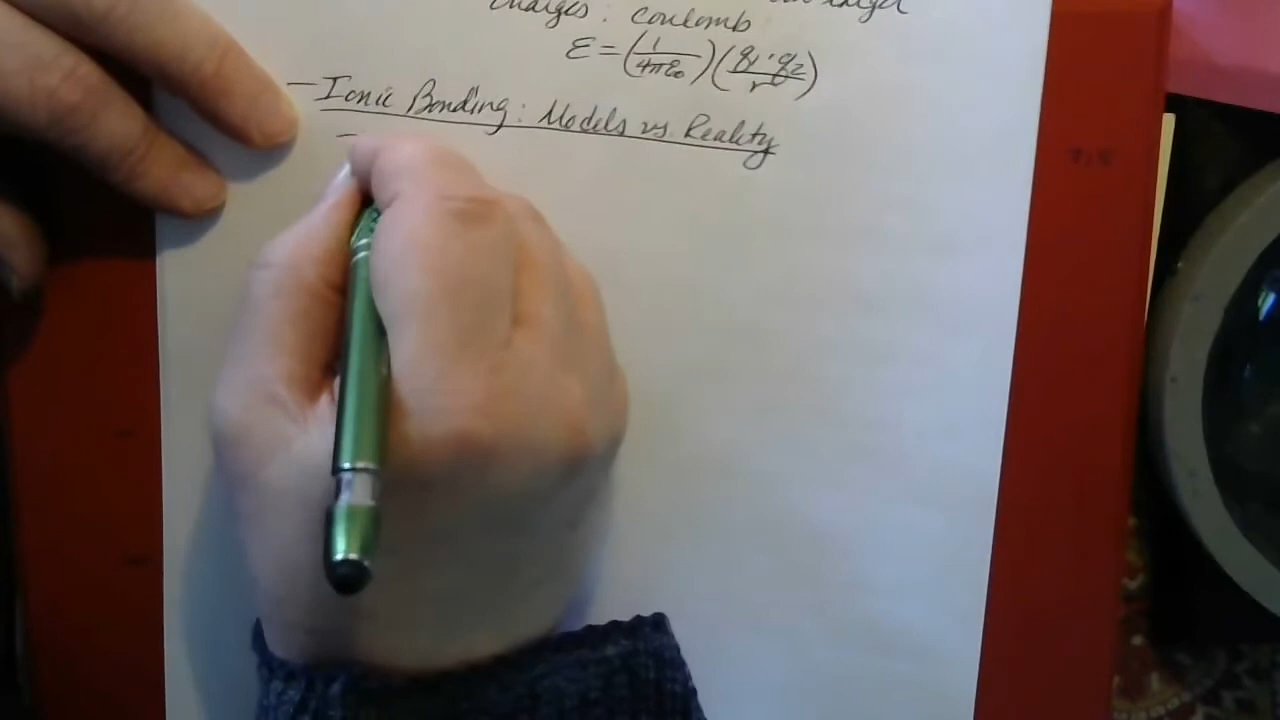 charges: Coulomb
ε = (1/4πε₀)(q₁·q₂/r)
— Ionic Bonding: Models vs. Reality
—